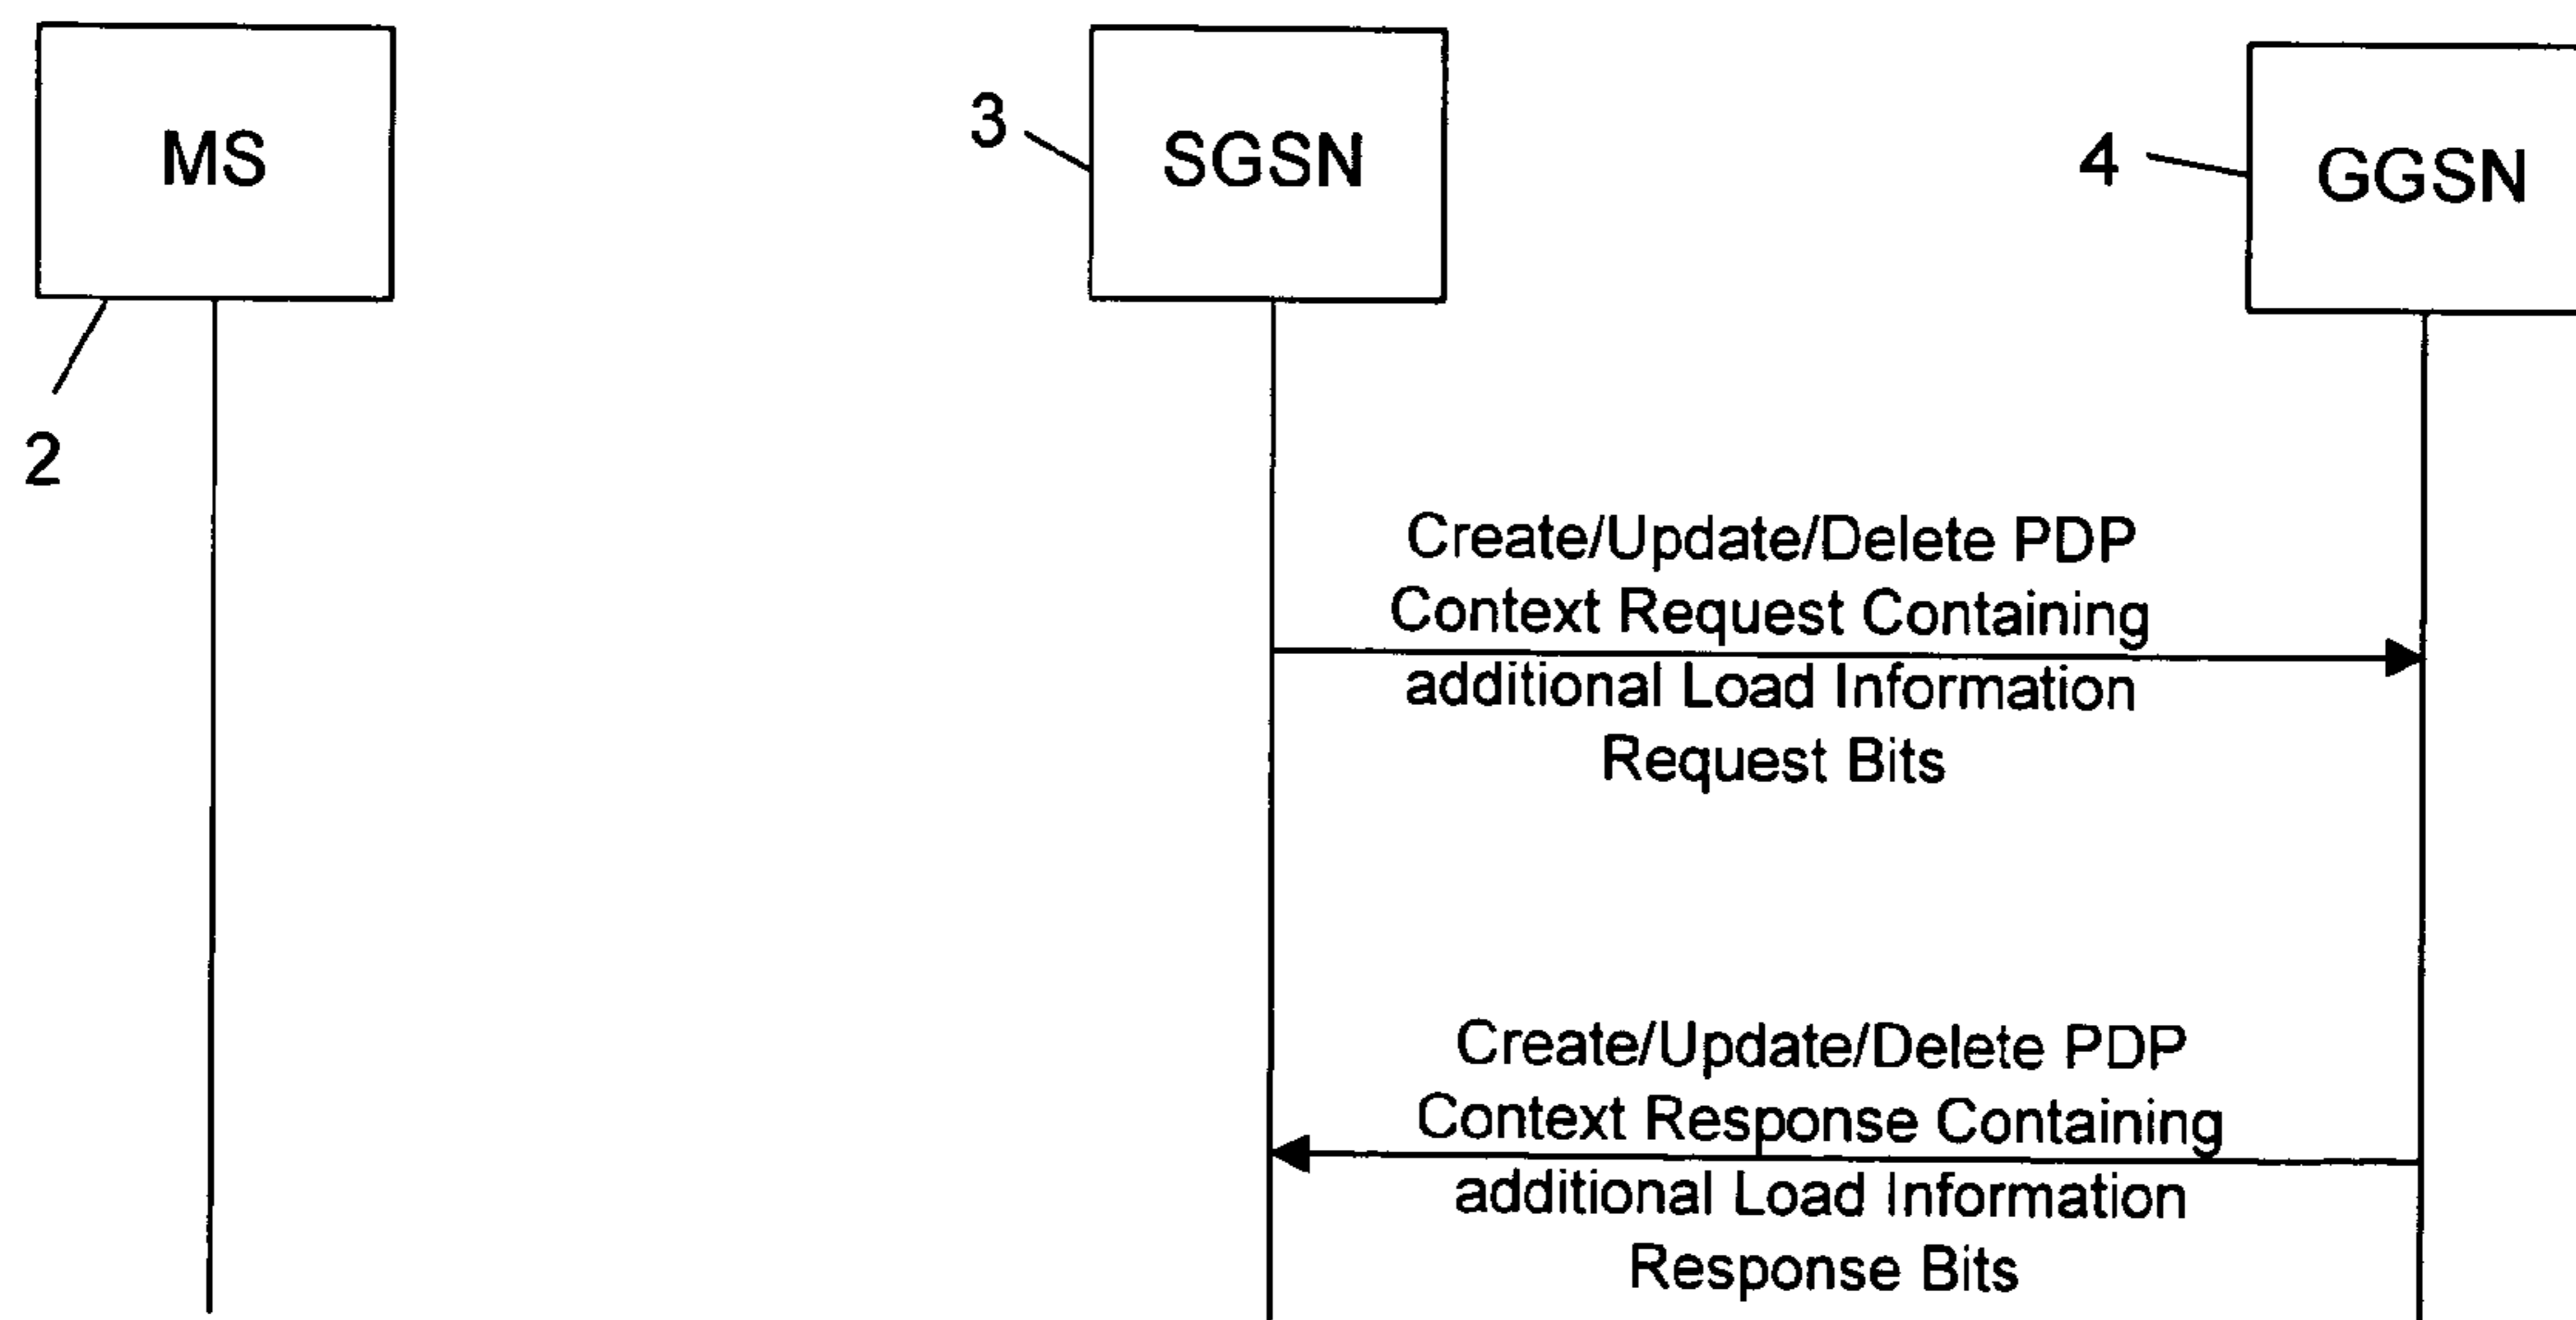 MS
3
SGSN
4
GGSN
2
Create/Update/Delete PDP
Context Request Containing
additional Load Information
Request Bits
Create/Update/Delete PDP
Context Response Containing
additional Load Information
Response Bits